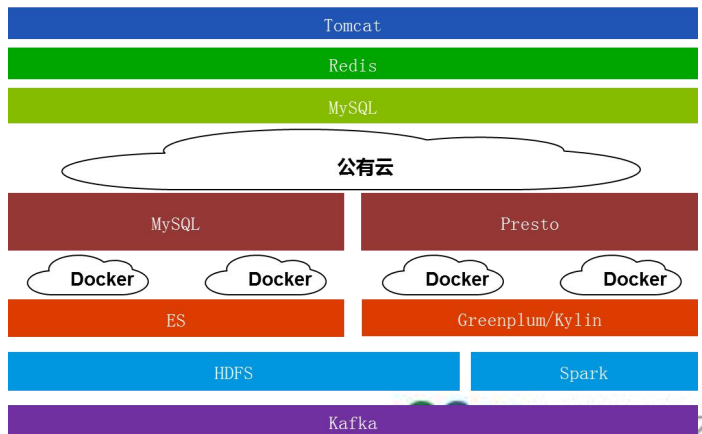 Tomcat
Redis
MySQL
公有云
MySQL
Presto
Docker
Docker
Docker
Docker
ES
Greenplum/Kylin
HDFS
Spark
Kafka